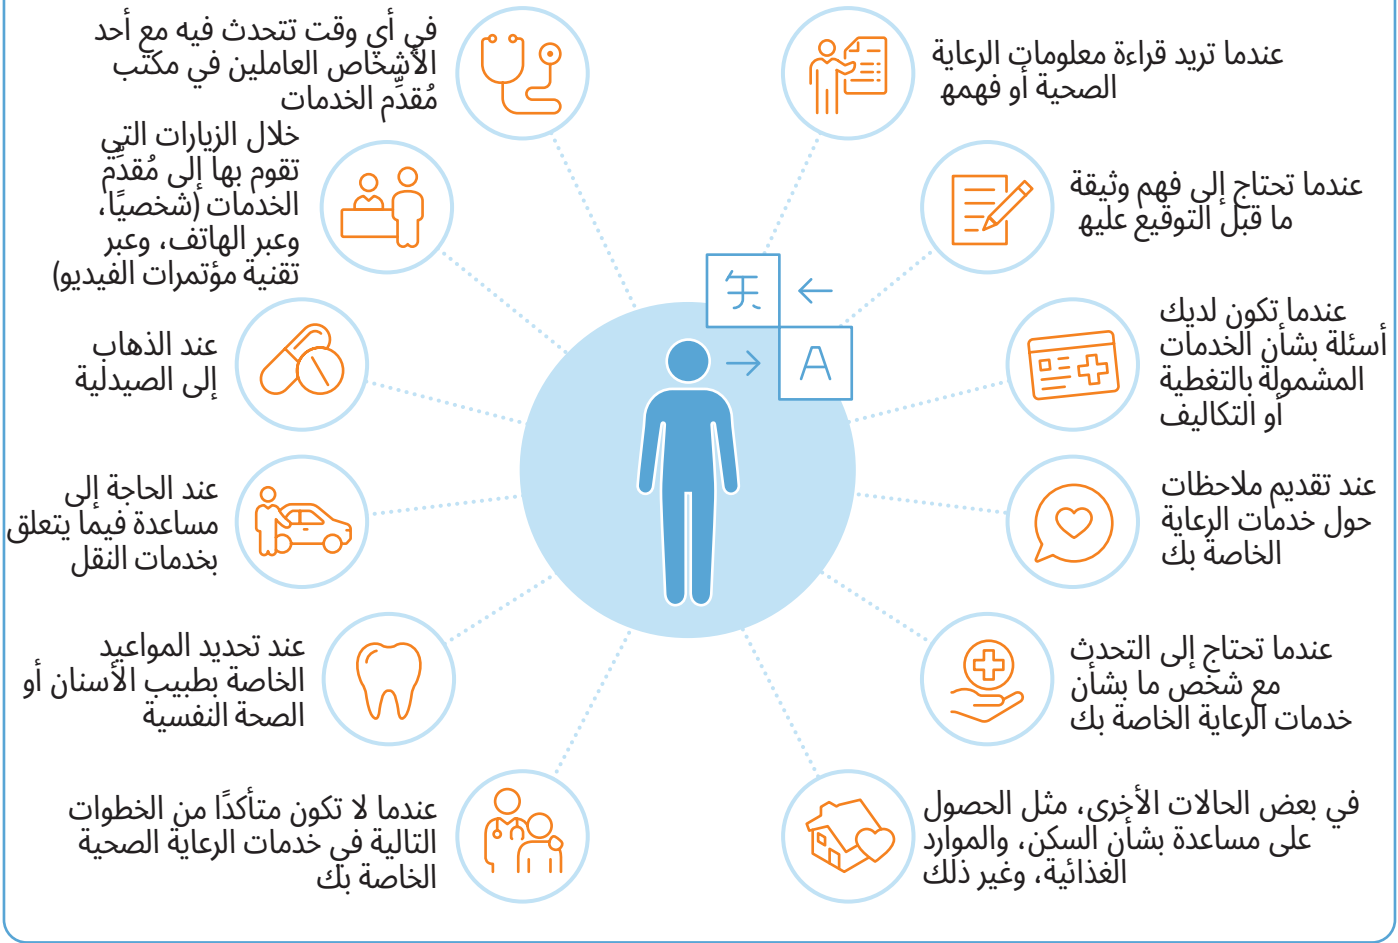 عندما تريد قراءة معلومات الرعاية
الصحية أو فهمه
عندما تحتاج إلى فهم وثيقة
ما قبل التوقيع عليه
عندما تكون لديك
أسئلة بشأن الخدمات
المشمولة بالتغطية
أو التكاليف
عند تقديم ملاحظات
حول خدمات الرعاية
الخاصة بك
عندما تحتاج إلى التحدث
مع شخص ما بشأن
خدمات الرعاية الخاصة بك
في بعض الحالات الأخرى، مثل الحصول
على مساعدة بشأن السكن، والموارد
الغذائية، وغير ذلك
في أي وقت تتحدث فيه مع أحد
الأشخاص العاملين في مكتب
مُقدِّم الخدمات
خلال الزيارات التي
تقوم بها إلى مُقدِّم
الخدمات (شخصيًا،
وعبر الهاتف، وعبر
تقنية مؤتمرات الفيديو)
عند الذهاب
إلى الصيدلية
عند الحاجة إلى
مساعدة فيما يتعلق
بخدمات النقل
عند تحديد المواعيد
الخاصة بطبيب الأسنان أو
الصحة النفسية
عندما لا تكون متأكدًا من الخطوات
التالية في خدمات الرعاية الصحية
الخاصة بك
A